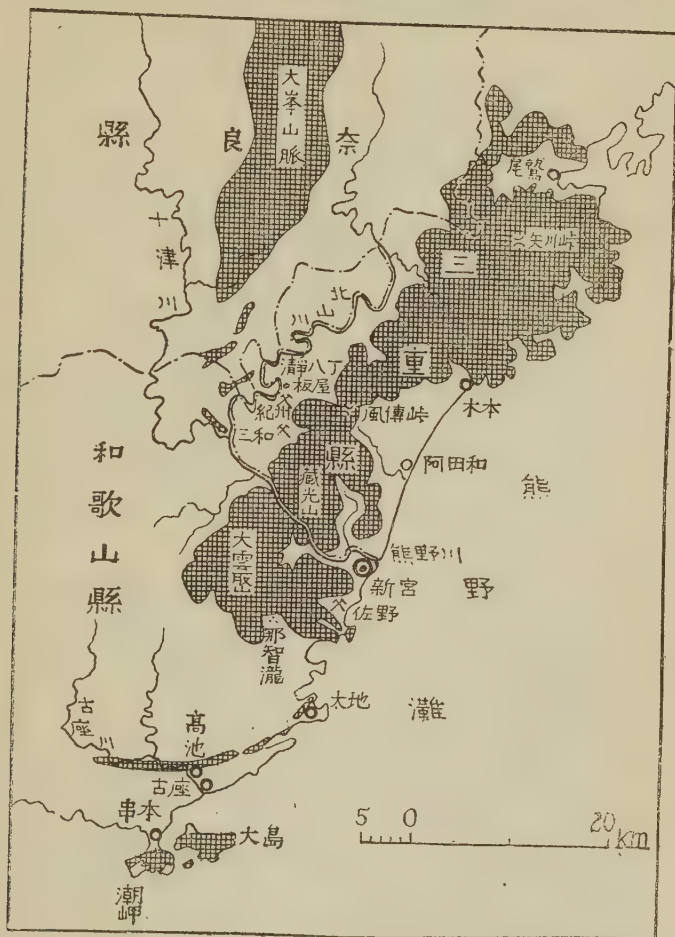 奈良縣
大峯山脈
十津川
尾鷲
矢川峠
三重縣
北山川
瀞八丁
板屋
紀州
三和
風傳峠
木本
阿田和
和歌山縣
藏光山
大雲取山
熊野川
新宮
佐野
那智瀧
熊野灘
太地
古座川
高池
古座
串本
大島
潮岬
5 0 20 km